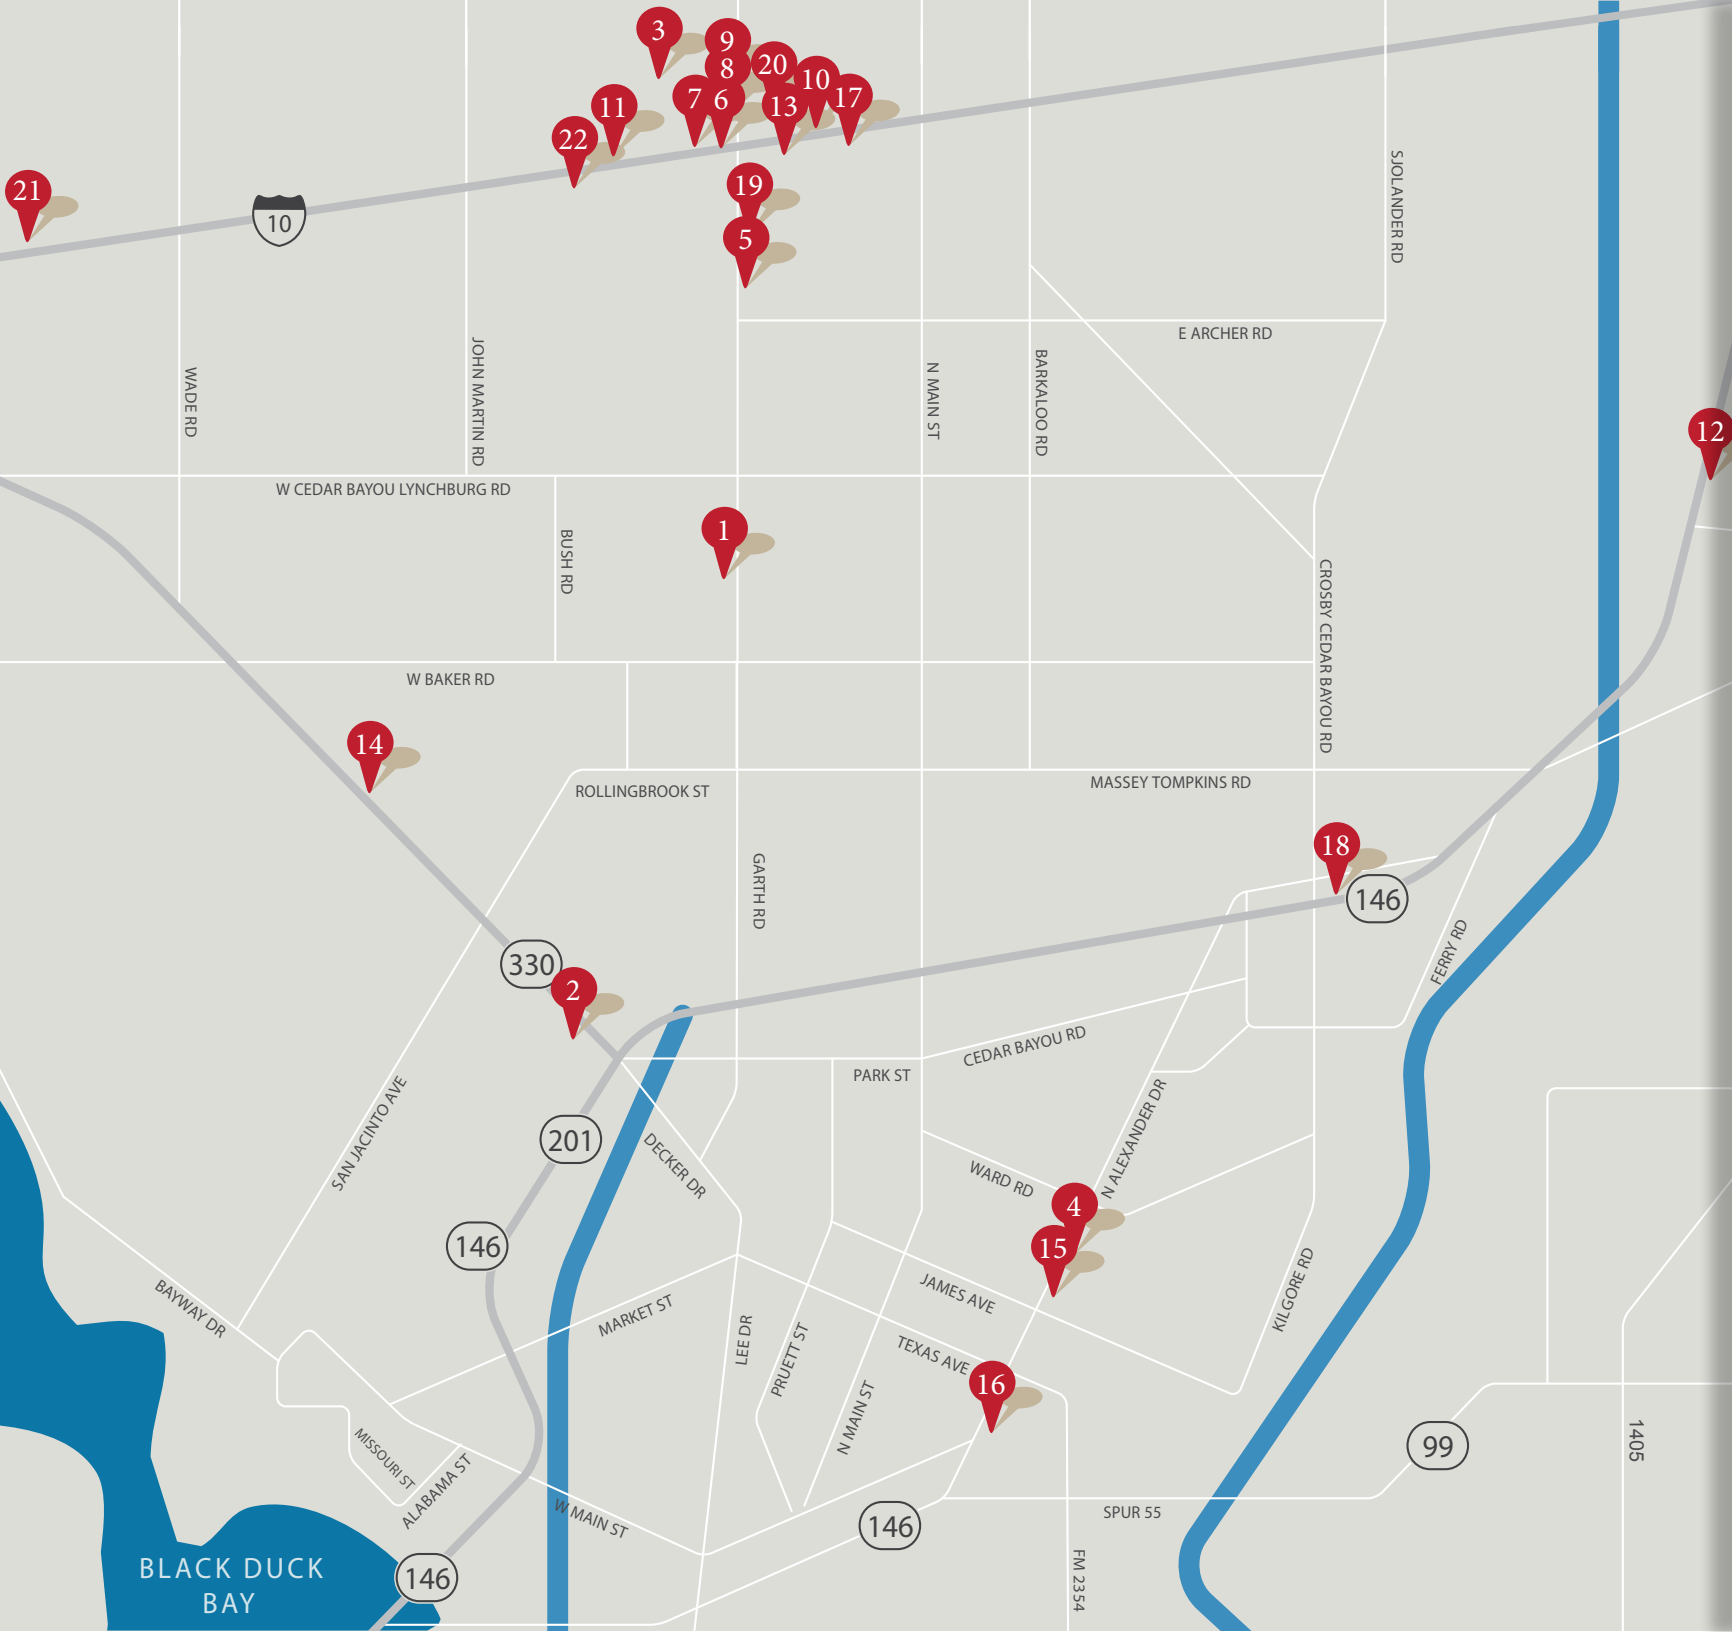 3
9
8
20
10
7
6
13
17
11
22
21
10
19
5
SJOLANDER RD
E ARCHER RD
WADE RD
JOHN MARTIN RD
N MAIN ST
BARKALOO RD
12
W CEDAR BAYOU LYNCHBURG RD
1
BUSH RD
CROSBY CEDAR BAYOU RD
W BAKER RD
14
ROLLINGBROOK ST
MASSEY TOMPKINS RD
GARTH RD
18
146
FERRY RD
330
2
CEDAR BAYOU RD
PARK ST
SAN JACINTO AVE
201
DECKER DR
N ALEXANDER DR
WARD RD
4
15
146
BAYWAY DR
MARKET ST
LEE DR
PRUETT ST
JAMES AVE
KILGORE RD
TEXAS AVE
16
N MAIN ST
MISSOURI ST
ALABAMA ST
99
1405
W MAIN ST
146
SPUR 55
FM 2354
BLACK DUCK
BAY
146